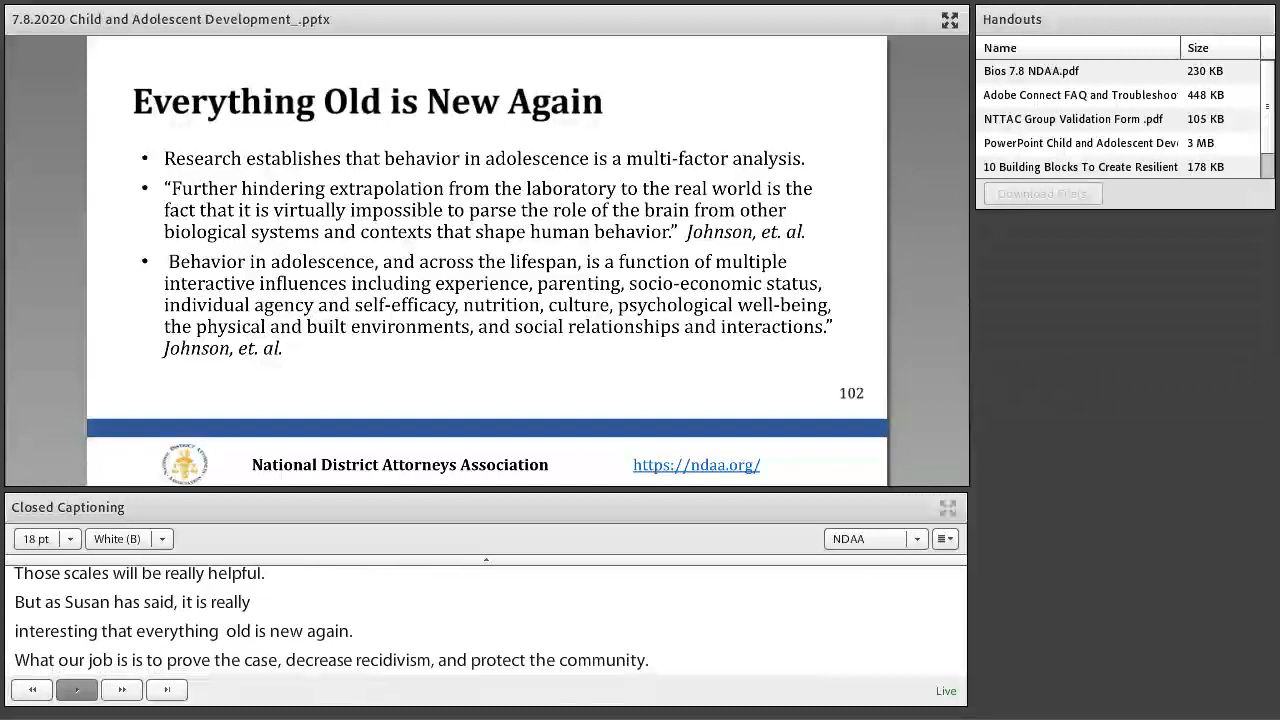 7.8.2020 Child and Adolescent Development_.pptx
Everything Old is New Again
• Research establishes that behavior in adolescence is a multi-factor analysis.
• “Further hindering extrapolation from the laboratory to the real world is the
fact that it is virtually impossible to parse the role of the brain from other
biological systems and contexts that shape human behavior.” Johnson, et. al.
• Behavior in adolescence, and across the lifespan, is a function of multiple
interactive influences including experience, parenting, socio-economic status,
individual agency and self-efficacy, nutrition, culture, psychological well-being,
the physical and built environments, and social relationships and interactions.”
Johnson, et. al.
102
National District Attorneys Association https://ndaa.org/
Handouts
Name Size
Bios 7.8 NDAA.pdf 230 KB
Adobe Connect FAQ and Troubleshoo 448 KB
NTTAC Group Validation Form .pdf 105 KB
PowerPoint Child and Adolescent Dev 3 MB
10 Building Blocks To Create Resilient 178 KB
Download File(s)
Closed Captioning
18 pt White (B) NDAA
Those scales will be really helpful.
But as Susan has said, it is really
interesting that everything old is new again.
What our job is is to prove the case, decrease recidivism, and protect the community.
Live